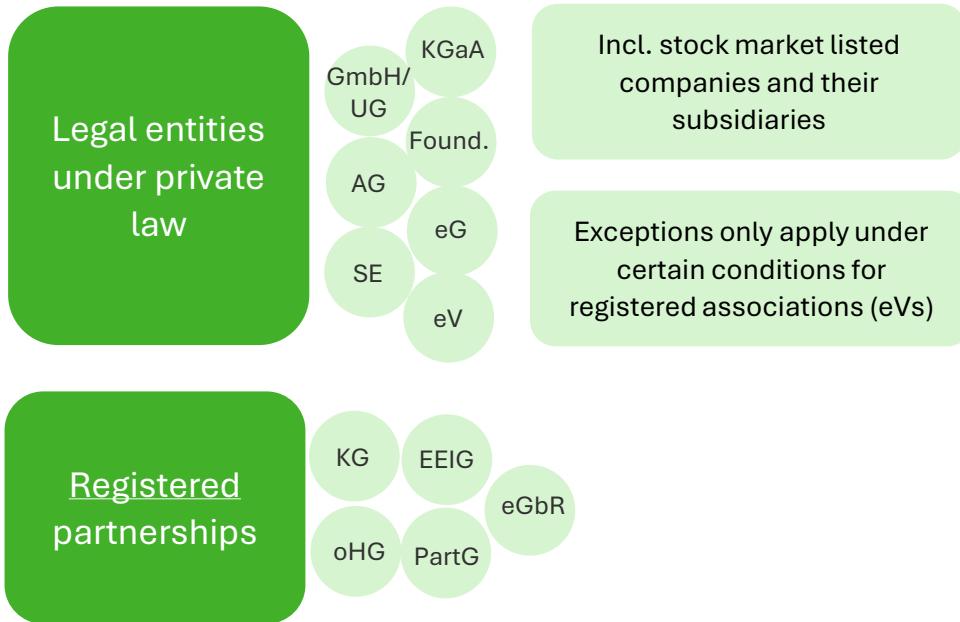 Legal entities
under private
law
KGaA
GmbH/
UG
Found.
AG
eG
SE
eV
Incl. stock market listed
companies and their
subsidiaries
Exceptions only apply under
certain conditions for
registered associations (eVs)
Registered
partnerships
KG
EEIG
eGbR
oHG
PartG